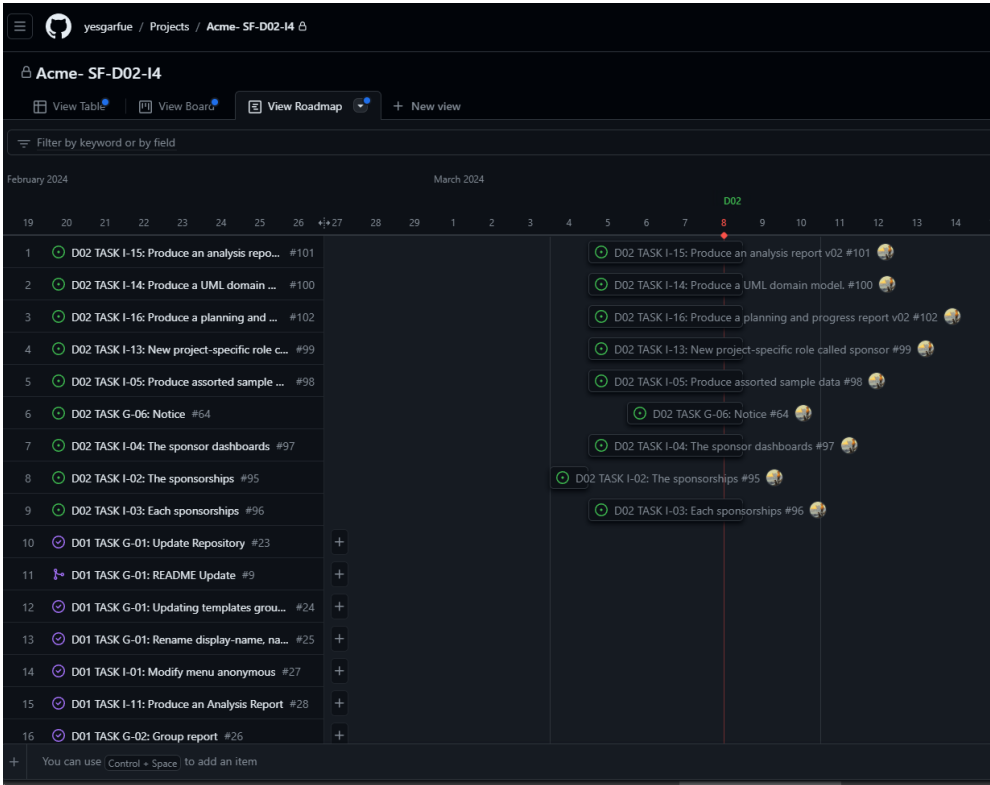 yesgarfue / Projects / Acme- SF-D02-I4
Acme- SF-D02-I4
View Table View Board View Roadmap + New view
Filter by keyword or by field
February 2024 March 2024
D02
19 20 21 22 23 24 25 26 27 28 29 1 2 3 4 5 6 7 8 9 10 11 12 13 14
1 D02 TASK I-15: Produce an analysis repo... #101 D02 TASK I-15: Produce an analysis report v02 #101
2 D02 TASK I-14: Produce a UML domain ... #100 D02 TASK I-14: Produce a UML domain model. #100
3 D02 TASK I-16: Produce a planning and ... #102 D02 TASK I-16: Produce a planning and progress report v02 #102
4 D02 TASK I-13: New project-specific role c... #99 D02 TASK I-13: New project-specific role called sponsor #99
5 D02 TASK I-05: Produce assorted sample ... #98 D02 TASK I-05: Produce assorted sample data #98
6 D02 TASK G-06: Notice #64 D02 TASK G-06: Notice #64
7 D02 TASK I-04: The sponsor dashboards #97 D02 TASK I-04: The sponsor dashboards #97
8 D02 TASK I-02: The sponsorships #95 D02 TASK I-02: The sponsorships #95
9 D02 TASK I-03: Each sponsorships #96 D02 TASK I-03: Each sponsorships #96
10 D01 TASK G-01: Update Repository #23 +
11 D01 TASK G-01: README Update #9 +
12 D01 TASK G-01: Updating templates grou... #24 +
13 D01 TASK G-01: Rename display-name, na... #25 +
14 D01 TASK I-01: Modify menu anonymous #27 +
15 D01 TASK I-11: Produce an Analysis Report #28 +
16 D01 TASK G-02: Group report #26 +
+ You can use Control + Space to add an item